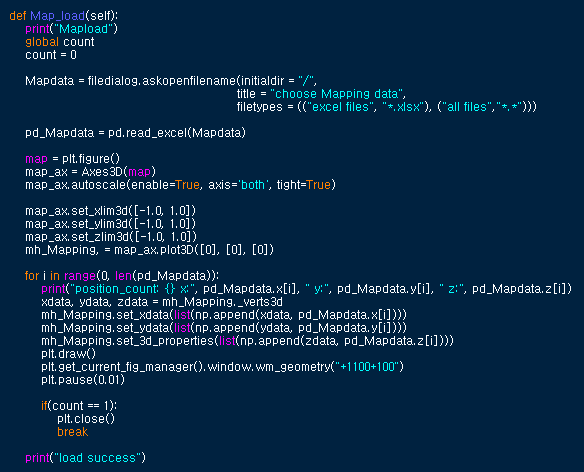 def Map_load(self):
    print("Mapload")
    global count
    count = 0

    Mapdata = filedialog.askopenfilename(initialdir = "/",
                                         title = "choose Mapping data",
                                         filetypes = (("excel files", "*.xlsx"), ("all files","*.*")))

    pd_Mapdata = pd.read_excel(Mapdata)

    map = plt.figure()
    map_ax = Axes3D(map)
    map_ax.autoscale(enable=True, axis='both', tight=True)

    map_ax.set_xlim3d([-1.0, 1.0])
    map_ax.set_ylim3d([-1.0, 1.0])
    map_ax.set_zlim3d([-1.0, 1.0])
    mh_Mapping, = map_ax.plot3D([0], [0], [0])

    for i in range(0, len(pd_Mapdata)):
        print("position_count: {} x:", pd_Mapdata.x[i], " y:", pd_Mapdata.y[i], " z:", pd_Mapdata.z[i])
        xdata, ydata, zdata = mh_Mapping._verts3d
        mh_Mapping.set_xdata(list(np.append(xdata, pd_Mapdata.x[i])))
        mh_Mapping.set_ydata(list(np.append(ydata, pd_Mapdata.y[i])))
        mh_Mapping.set_3d_properties(list(np.append(zdata, pd_Mapdata.z[i])))
        plt.draw()
        plt.get_current_fig_manager().window.wm_geometry("+1100+100")
        plt.pause(0.01)

        if(count == 1):
            plt.close()
            break

    print("load success")